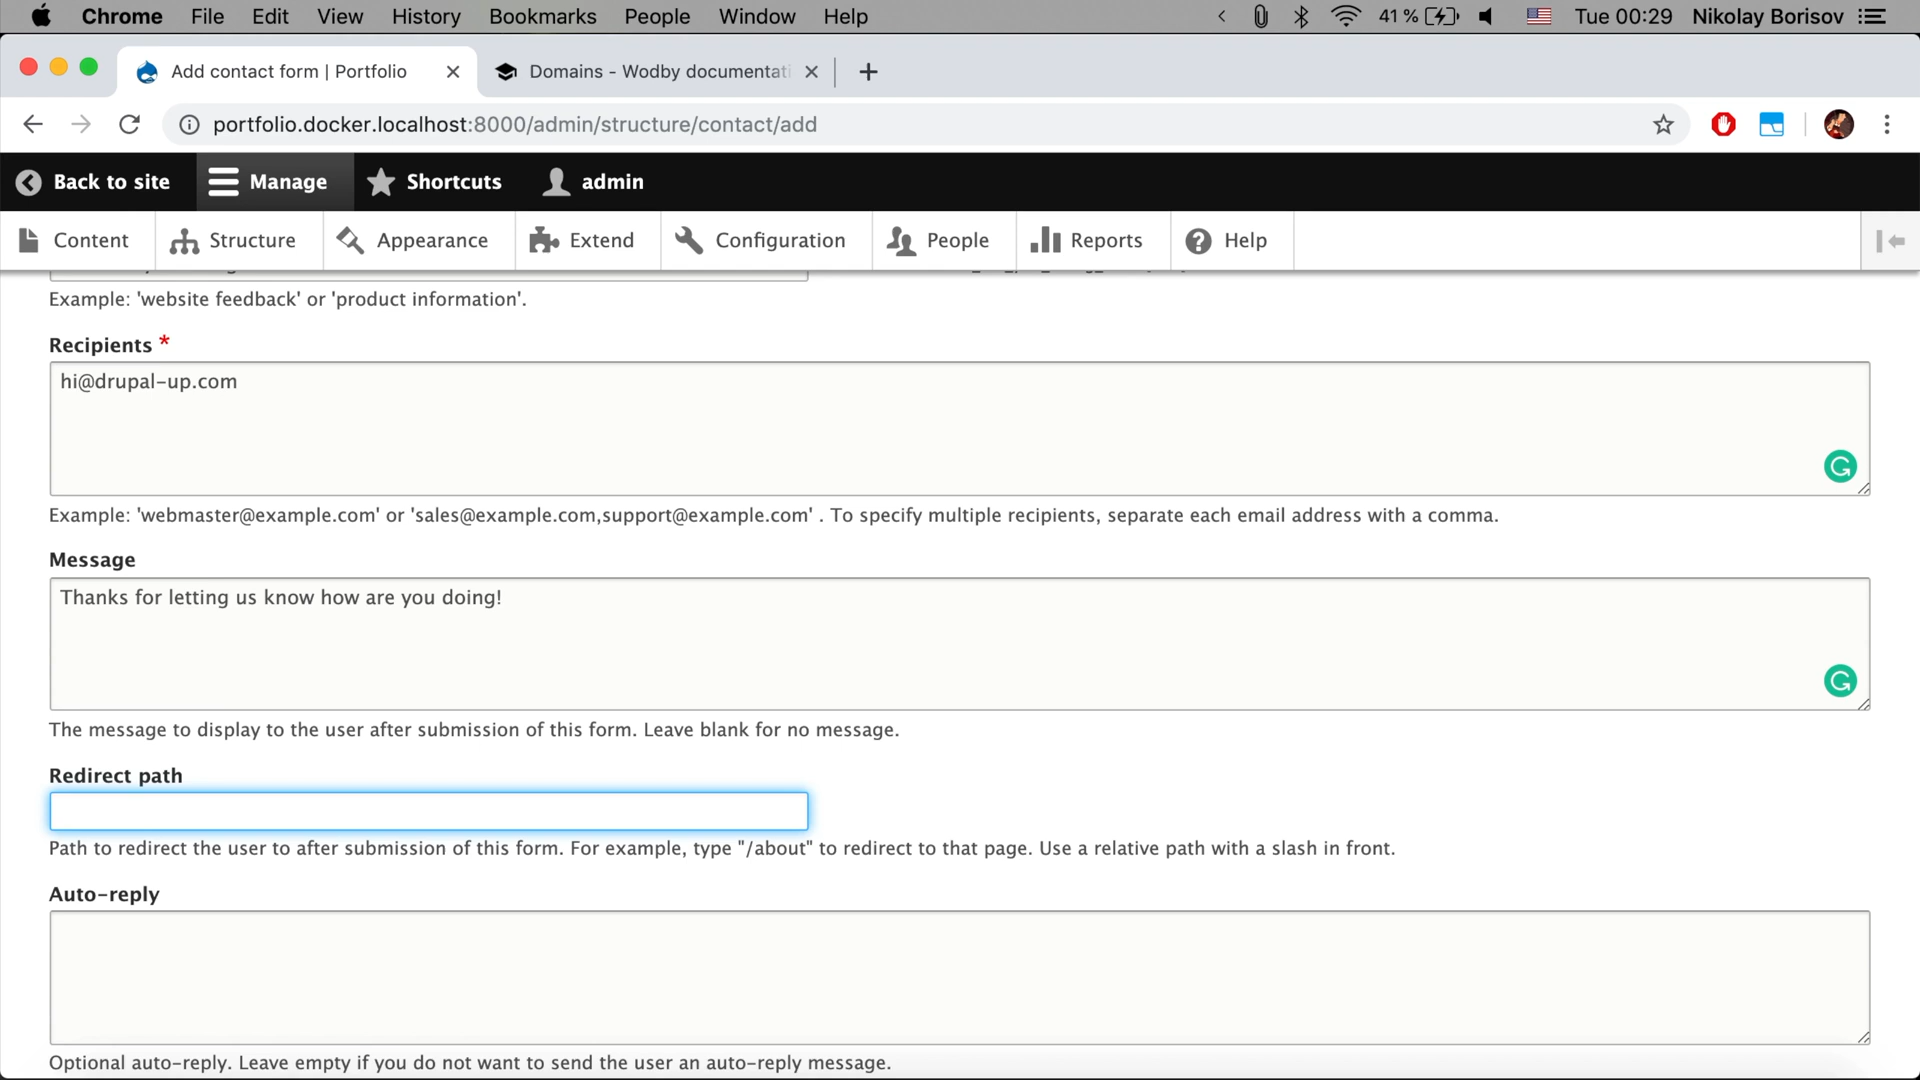 Chrome File Edit View History Bookmarks People Window Help 41 % Tue 00:29 Nikolay Borisov
Add contact form | Portfolio Domains - Wodby documentati
portfolio.docker.localhost:8000/admin/structure/contact/add
Back to site Manage Shortcuts admin
Content Structure Appearance Extend Configuration People Reports Help
Example: 'website feedback' or 'product information'.
Recipients *
hi@drupal-up.com
Example: 'webmaster@example.com' or 'sales@example.com,support@example.com' . To specify multiple recipients, separate each email address with a comma.
Message
Thanks for letting us know how are you doing!
The message to display to the user after submission of this form. Leave blank for no message.
Redirect path
Path to redirect the user to after submission of this form. For example, type "/about" to redirect to that page. Use a relative path with a slash in front.
Auto-reply
Optional auto-reply. Leave empty if you do not want to send the user an auto-reply message.